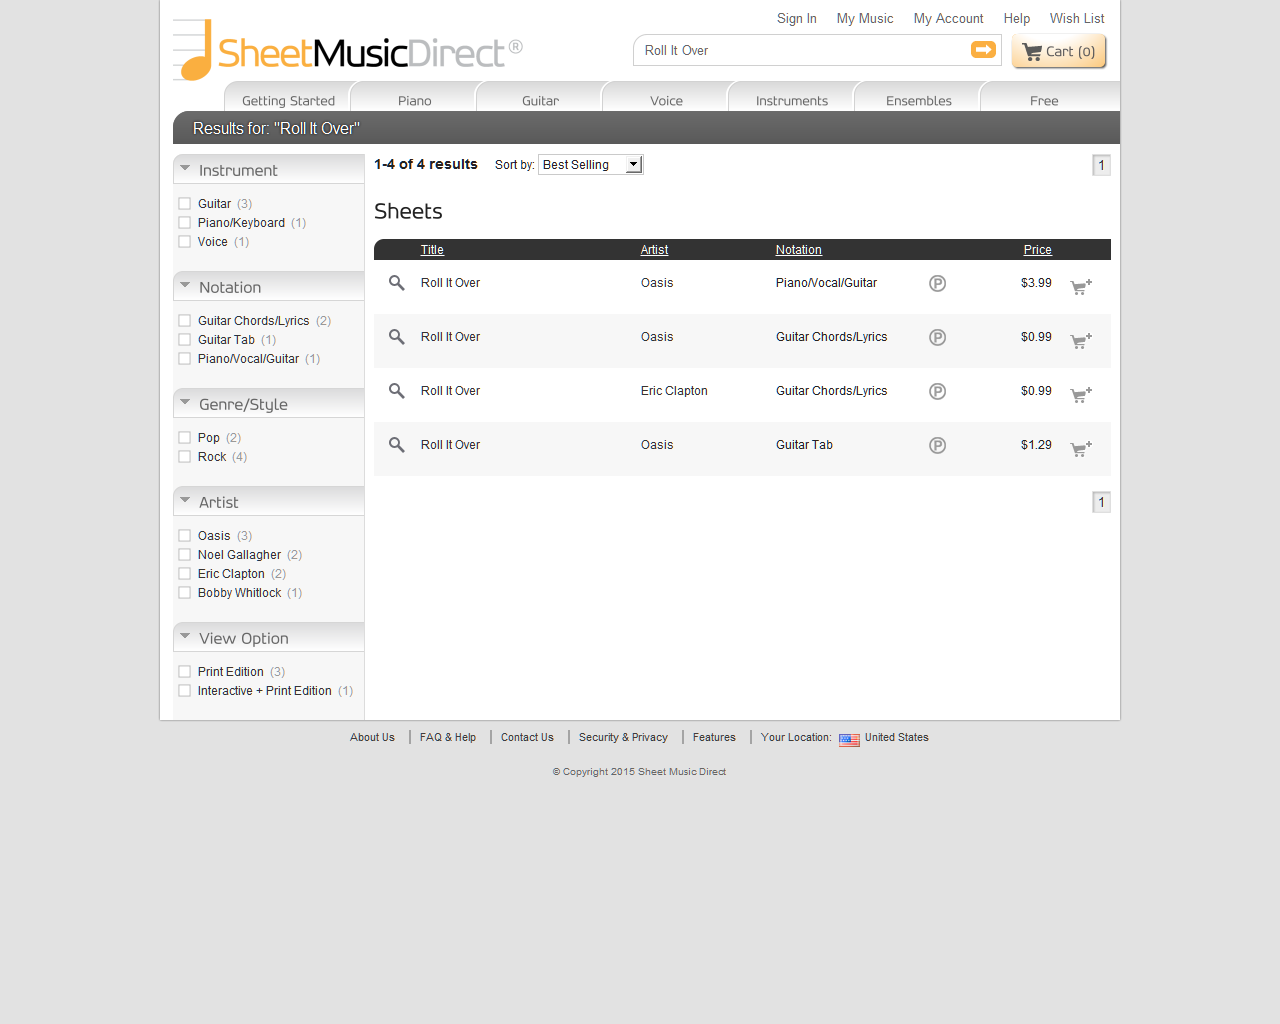 Sign In My Music My Account Help Wish List
SheetMusicDirect®
Roll It Over
Cart (0)
Getting Started Piano Guitar Voice Instruments Ensembles Free
Results for: "Roll It Over"
Instrument
Guitar (3)
Piano/Keyboard (1)
Voice (1)
Notation
Guitar Chords/Lyrics (2)
Guitar Tab (1)
Piano/Vocal/Guitar (1)
Genre/Style
Pop (2)
Rock (4)
Artist
Oasis (3)
Noel Gallagher (2)
Eric Clapton (2)
Bobby Whitlock (1)
View Option
Print Edition (3)
Interactive + Print Edition (1)
1-4 of 4 results Sort by: Best Selling 1
Sheets
Title Artist Notation Price
Roll It Over Oasis Piano/Vocal/Guitar P $3.99
Roll It Over Oasis Guitar Chords/Lyrics P $0.99
Roll It Over Eric Clapton Guitar Chords/Lyrics P $0.99
Roll It Over Oasis Guitar Tab P $1.29
1
About Us FAQ & Help Contact Us Security & Privacy Features Your Location: United States
© Copyright 2015 Sheet Music Direct